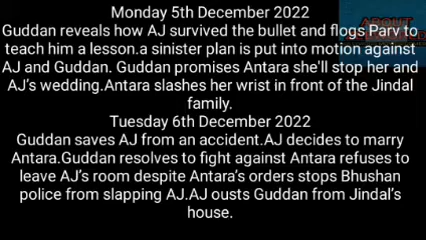 Monday 5th December 2022
Guddan reveals how AJ survived the bullet and flogs Parv to
teach him a lesson.a sinister plan is put into motion against
AJ and Guddan. Guddan promises Antara she'll stop her and
AJ's wedding.Antara slashes her wrist in front of the Jindal
family.
Tuesday 6th December 2022
Guddan saves AJ from an accident.AJ decides to marry
Antara.Guddan resolves to fight against Antara refuses to
leave AJ's room despite Antara's orders stops Bhushan
police from slapping AJ.AJ ousts Guddan from Jindal's
house.